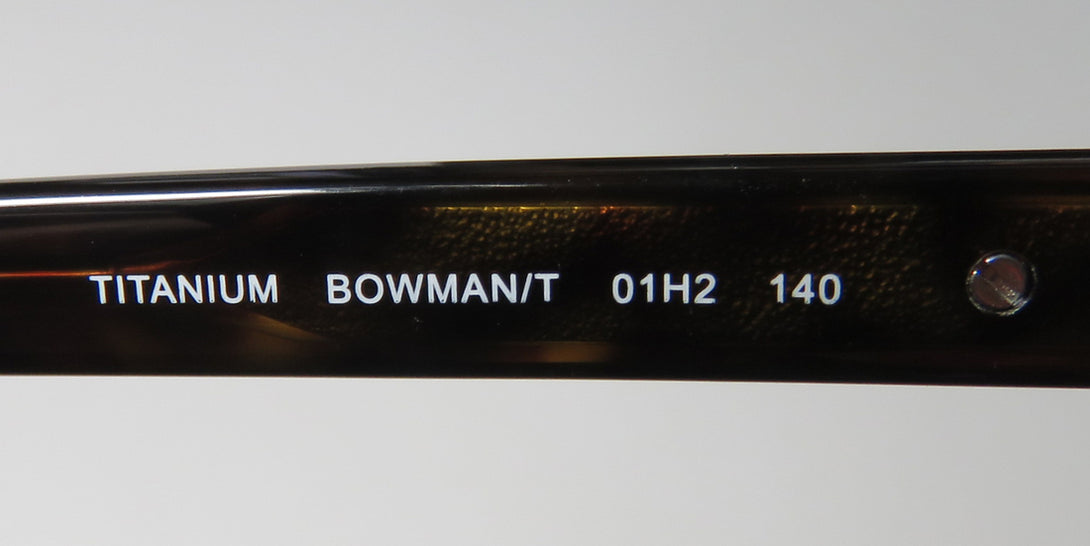 TITANIUM BOWMAN/T 01H2 140